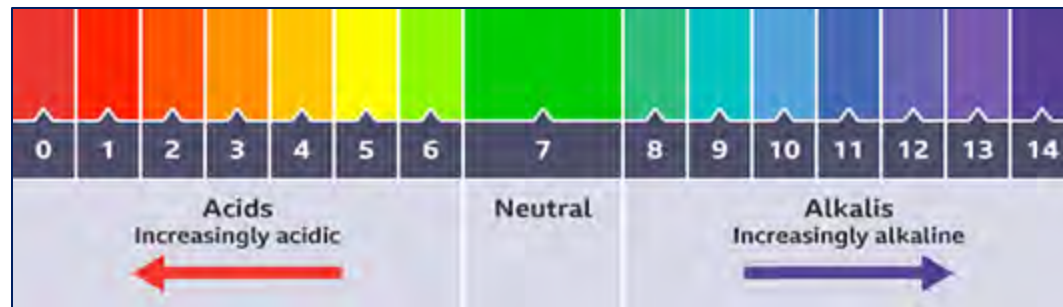 0 1 2 3 4 5 6 7 8 9 10 11 12 13 14
Acids Neutral Alkalis
Increasingly acidic Increasingly alkaline